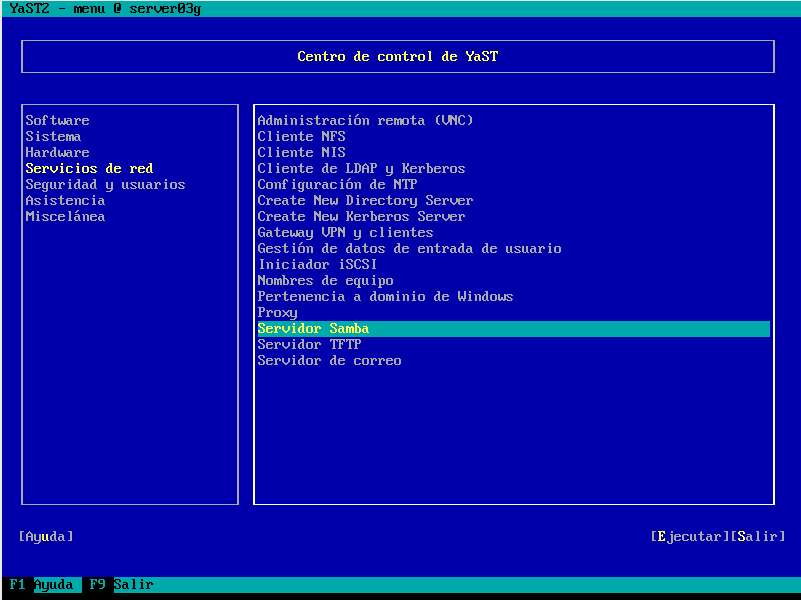 YaST2 - menu @ server03g
Centro de control de YaST
Software
Sistema
Hardware
Servicios de red
Seguridad y usuarios
Asistencia
Miscelánea
Administración remota (VNC)
Cliente NFS
Cliente NIS
Cliente de LDAP y Kerberos
Configuración de NTP
Create New Directory Server
Create New Kerberos Server
Gateway VPN y clientes
Gestión de datos de entrada de usuario
Iniciador iSCSI
Nombres de equipo
Pertenencia a dominio de Windows
Proxy
Servidor Samba
Servidor TFTP
Servidor de correo
[Ayuda] [Ejecutar][Salir]
F1 Ayuda F9 Salir